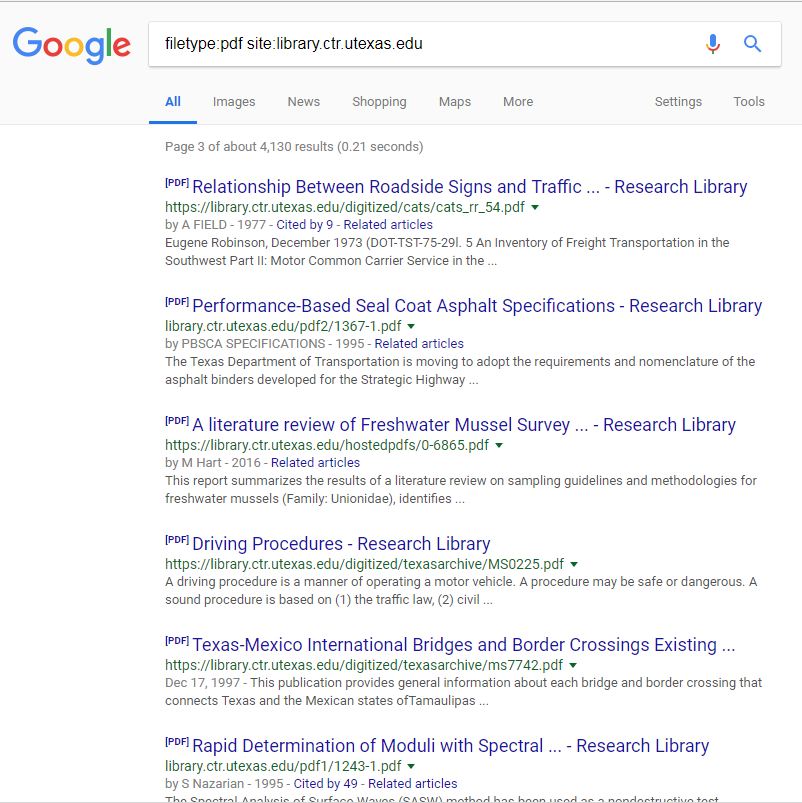 Google
filetype:pdf site:library.ctr.utexas.edu
All Images News Shopping Maps More Settings Tools
Page 3 of about 4,130 results (0.21 seconds)
[PDF] Relationship Between Roadside Signs and Traffic ... - Research Library
https://library.ctr.utexas.edu/digitized/cats/cats_rr_54.pdf
by A FIELD - 1977 - Cited by 9 - Related articles
Eugene Robinson, December 1973 (DOT-TST-75-29l. 5 An Inventory of Freight Transportation in the
Southwest Part II: Motor Common Carrier Service in the ...
[PDF] Performance-Based Seal Coat Asphalt Specifications - Research Library
library.ctr.utexas.edu/pdf2/1367-1.pdf
by PBSCA SPECIFICATIONS - 1995 - Related articles
The Texas Department of Transportation is moving to adopt the requirements and nomenclature of the
asphalt binders developed for the Strategic Highway ...
[PDF] A literature review of Freshwater Mussel Survey ... - Research Library
https://library.ctr.utexas.edu/hostedpdfs/0-6865.pdf
by M Hart - 2016 - Related articles
This report summarizes the results of a literature review on sampling guidelines and methodologies for
freshwater mussels (Family: Unionidae), identifies ...
[PDF] Driving Procedures - Research Library
https://library.ctr.utexas.edu/digitized/texasarchive/MS0225.pdf
A driving procedure is a manner of operating a motor vehicle. A procedure may be safe or dangerous. A
sound procedure is based on (1) the traffic law, (2) civil ...
[PDF] Texas-Mexico International Bridges and Border Crossings Existing ...
https://library.ctr.utexas.edu/digitized/texasarchive/ms7742.pdf
Dec 17, 1997 - This publication provides general information about each bridge and border crossing that
connects Texas and the Mexican states ofTamaulipas ...
[PDF] Rapid Determination of Moduli with Spectral ... - Research Library
library.ctr.utexas.edu/pdf1/1243-1.pdf
by S Nazarian - 1995 - Cited by 49 - Related articles
The Spectral Analysis of Surface Waves (SASW) method has been used as a nondestructive test